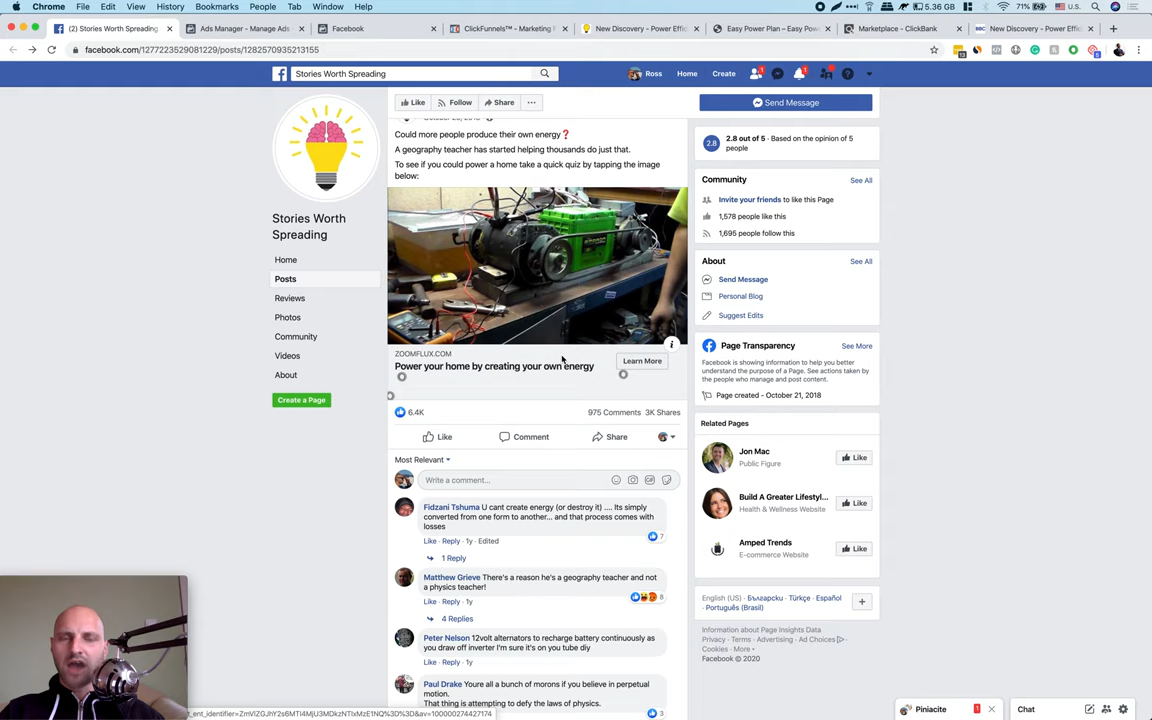 Chrome File Edit View History Bookmarks People Tab Window Help
5.36 GB 71% U.S.
(2) Stories Worth Spreading
Ads Manager - Manage Ads
Facebook
ClickFunnels™ - Marketing
New Discovery - Power Effi
Easy Power Plan – Easy Pow
Marketplace - ClickBank
New Discovery - Power Effi
facebook.com/1277223529081229/posts/1282570935213155
Stories Worth Spreading
Ross Home Create
Like Follow Share
Send Message
Stories Worth Spreading
Home
Posts
Reviews
Photos
Community
Videos
About
Create a Page
Could more people produce their own energy❓
A geography teacher has started helping thousands do just that.
To see if you could power a home take a quick quiz by tapping the image
below:
ZOOMFLUX.COM
Power your home by creating your own energy
Learn More
6.4K
975 Comments 3K Shares
Like Comment Share
Most Relevant
Write a comment...
Fidzani Tshuma U cant create energy (or destroy it) .... Its simply
converted from one form to another... and that process comes with
losses
7
Like · Reply · 1y · Edited
1 Reply
Matthew Grieve There's a reason he's a geography teacher and not
a physics teacher!
8
Like · Reply · 1y
4 Replies
Peter Nelson 12volt alternators to recharge battery continuously as
you draw off inverter I'm sure it's on you tube diy
Like · Reply · 1y
Paul Drake Youre all a bunch of morons if you believe in perpetual
motion.
That thing is attempting to defy the laws of physics.
3
2.8
2.8 out of 5 · Based on the opinion of 5
people
Community See All
Invite your friends to like this Page
1,578 people like this
1,695 people follow this
About See All
Send Message
Personal Blog
Suggest Edits
Page Transparency See More
Facebook is showing information to help you better
understand the purpose of a Page. See actions taken by
the people who manage and post content.
Page created - October 21, 2018
Related Pages
Jon Mac
Public Figure
Like
Build A Greater Lifestyl...
Health & Wellness Website
Like
Amped Trends
E-commerce Website
Like
English (US) · Български · Türkçe · Español
· Português (Brasil)
Information about Page Insights Data
Privacy · Terms · Advertising · Ad Choices
Cookies · More
Facebook © 2020
Piniacite 1
Chat